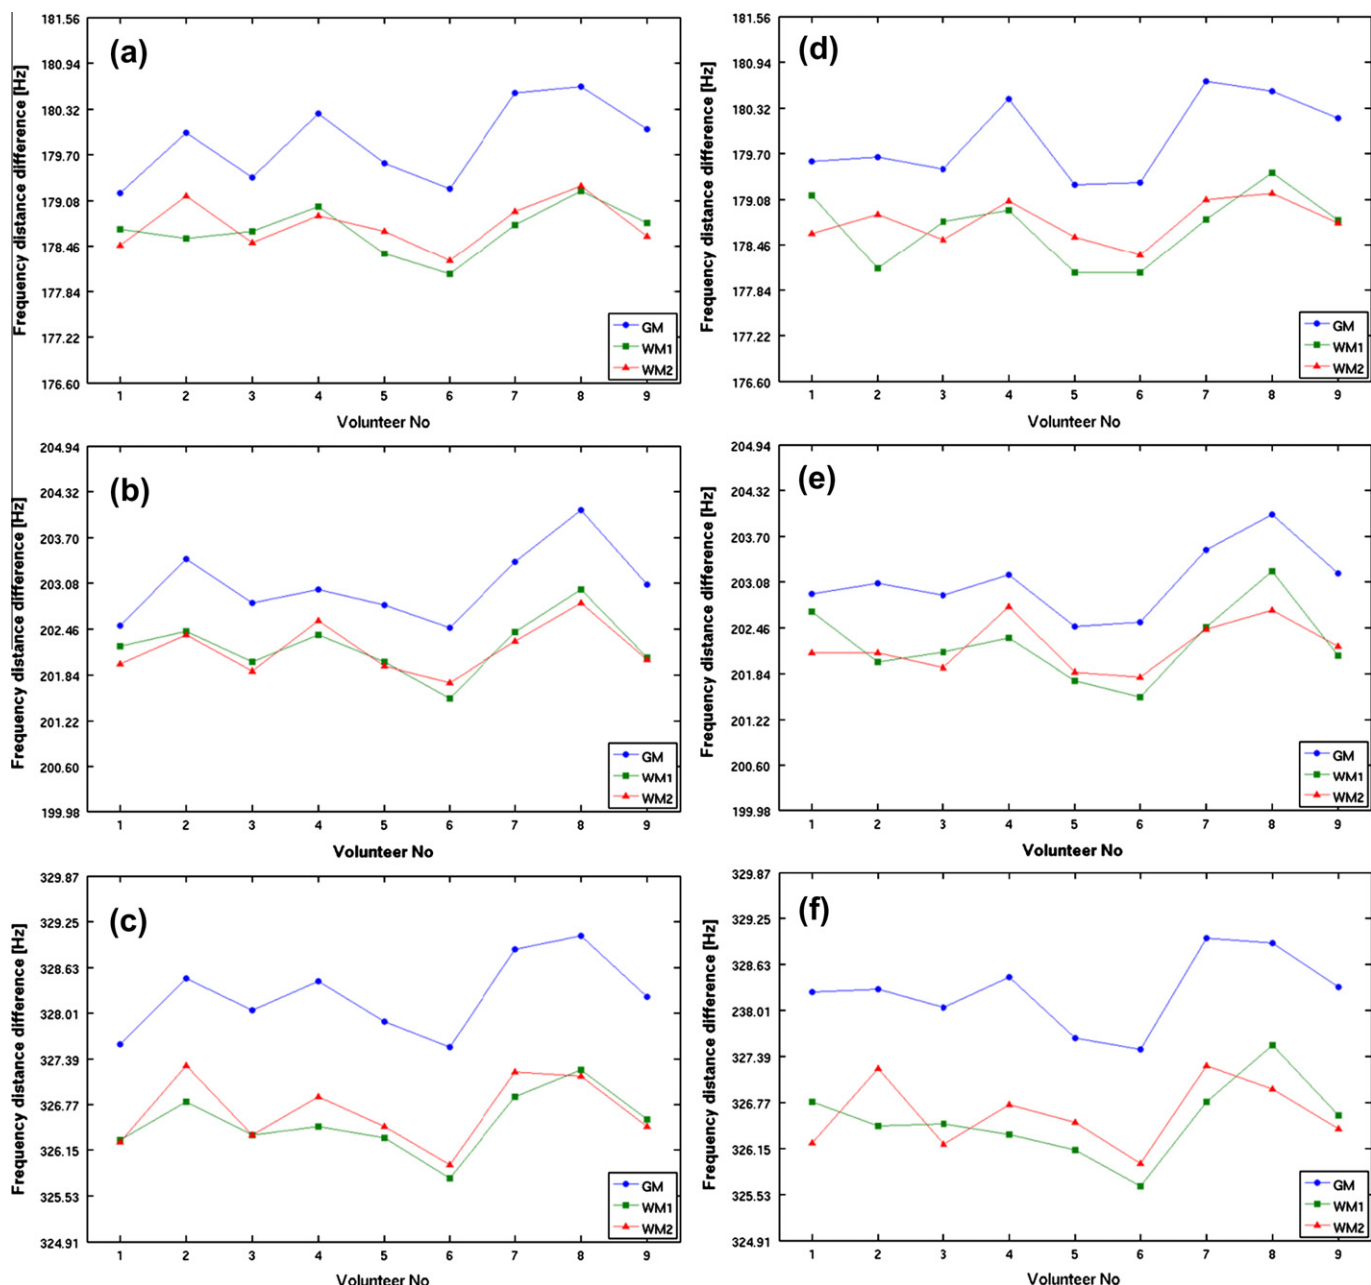 (a)
Frequency distance difference [Hz]
181.56
180.94
180.32
179.70
179.08
178.46
177.84
177.22
176.60
1 2 3 4 5 6 7 8 9
Volunteer No
GM
WM1
WM2
(d)
Frequency distance difference [Hz]
181.56
180.94
180.32
179.70
179.08
178.46
177.84
177.22
176.60
1 2 3 4 5 6 7 8 9
Volunteer No
GM
WM1
WM2
(b)
Frequency distance difference [Hz]
204.94
204.32
203.70
203.08
202.46
201.84
201.22
200.60
199.98
1 2 3 4 5 6 7 8 9
Volunteer No
GM
WM1
WM2
(e)
Frequency distance difference [Hz]
204.94
204.32
203.70
203.08
202.46
201.84
201.22
200.60
199.98
1 2 3 4 5 6 7 8 9
Volunteer No
GM
WM1
WM2
(c)
Frequency distance difference [Hz]
329.87
329.25
328.63
328.01
327.39
326.77
326.15
325.53
324.91
1 2 3 4 5 6 7 8 9
Volunteer No
GM
WM1
WM2
(f)
Frequency distance difference [Hz]
329.87
329.25
328.63
238.01
327.39
326.77
326.15
325.53
324.91
1 2 3 4 5 6 7 8 9
Volunteer No
GM
WM1
WM2